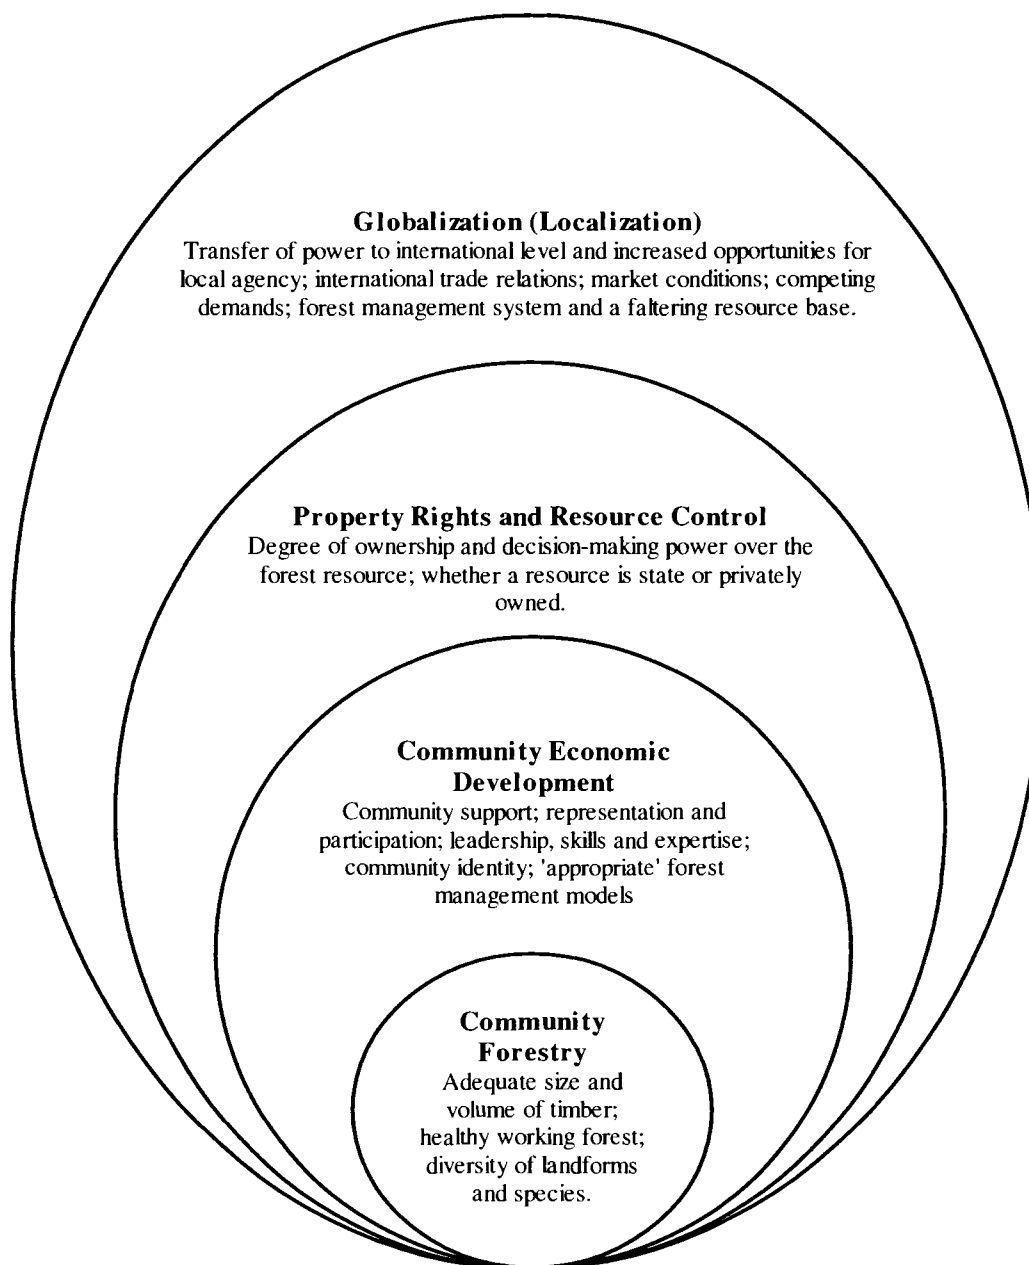 Globalization (Localization)
Transfer of power to international level and increased opportunities for
local agency; international trade relations; market conditions; competing
demands; forest management system and a faltering resource base.
Property Rights and Resource Control
Degree of ownership and decision-making power over the
forest resource; whether a resource is state or privately
owned.
Community Economic
Development
Community support; representation and
participation; leadership, skills and expertise;
community identity; 'appropriate' forest
management models
Community
Forestry
Adequate size and
volume of timber;
healthy working forest;
diversity of landforms
and species.